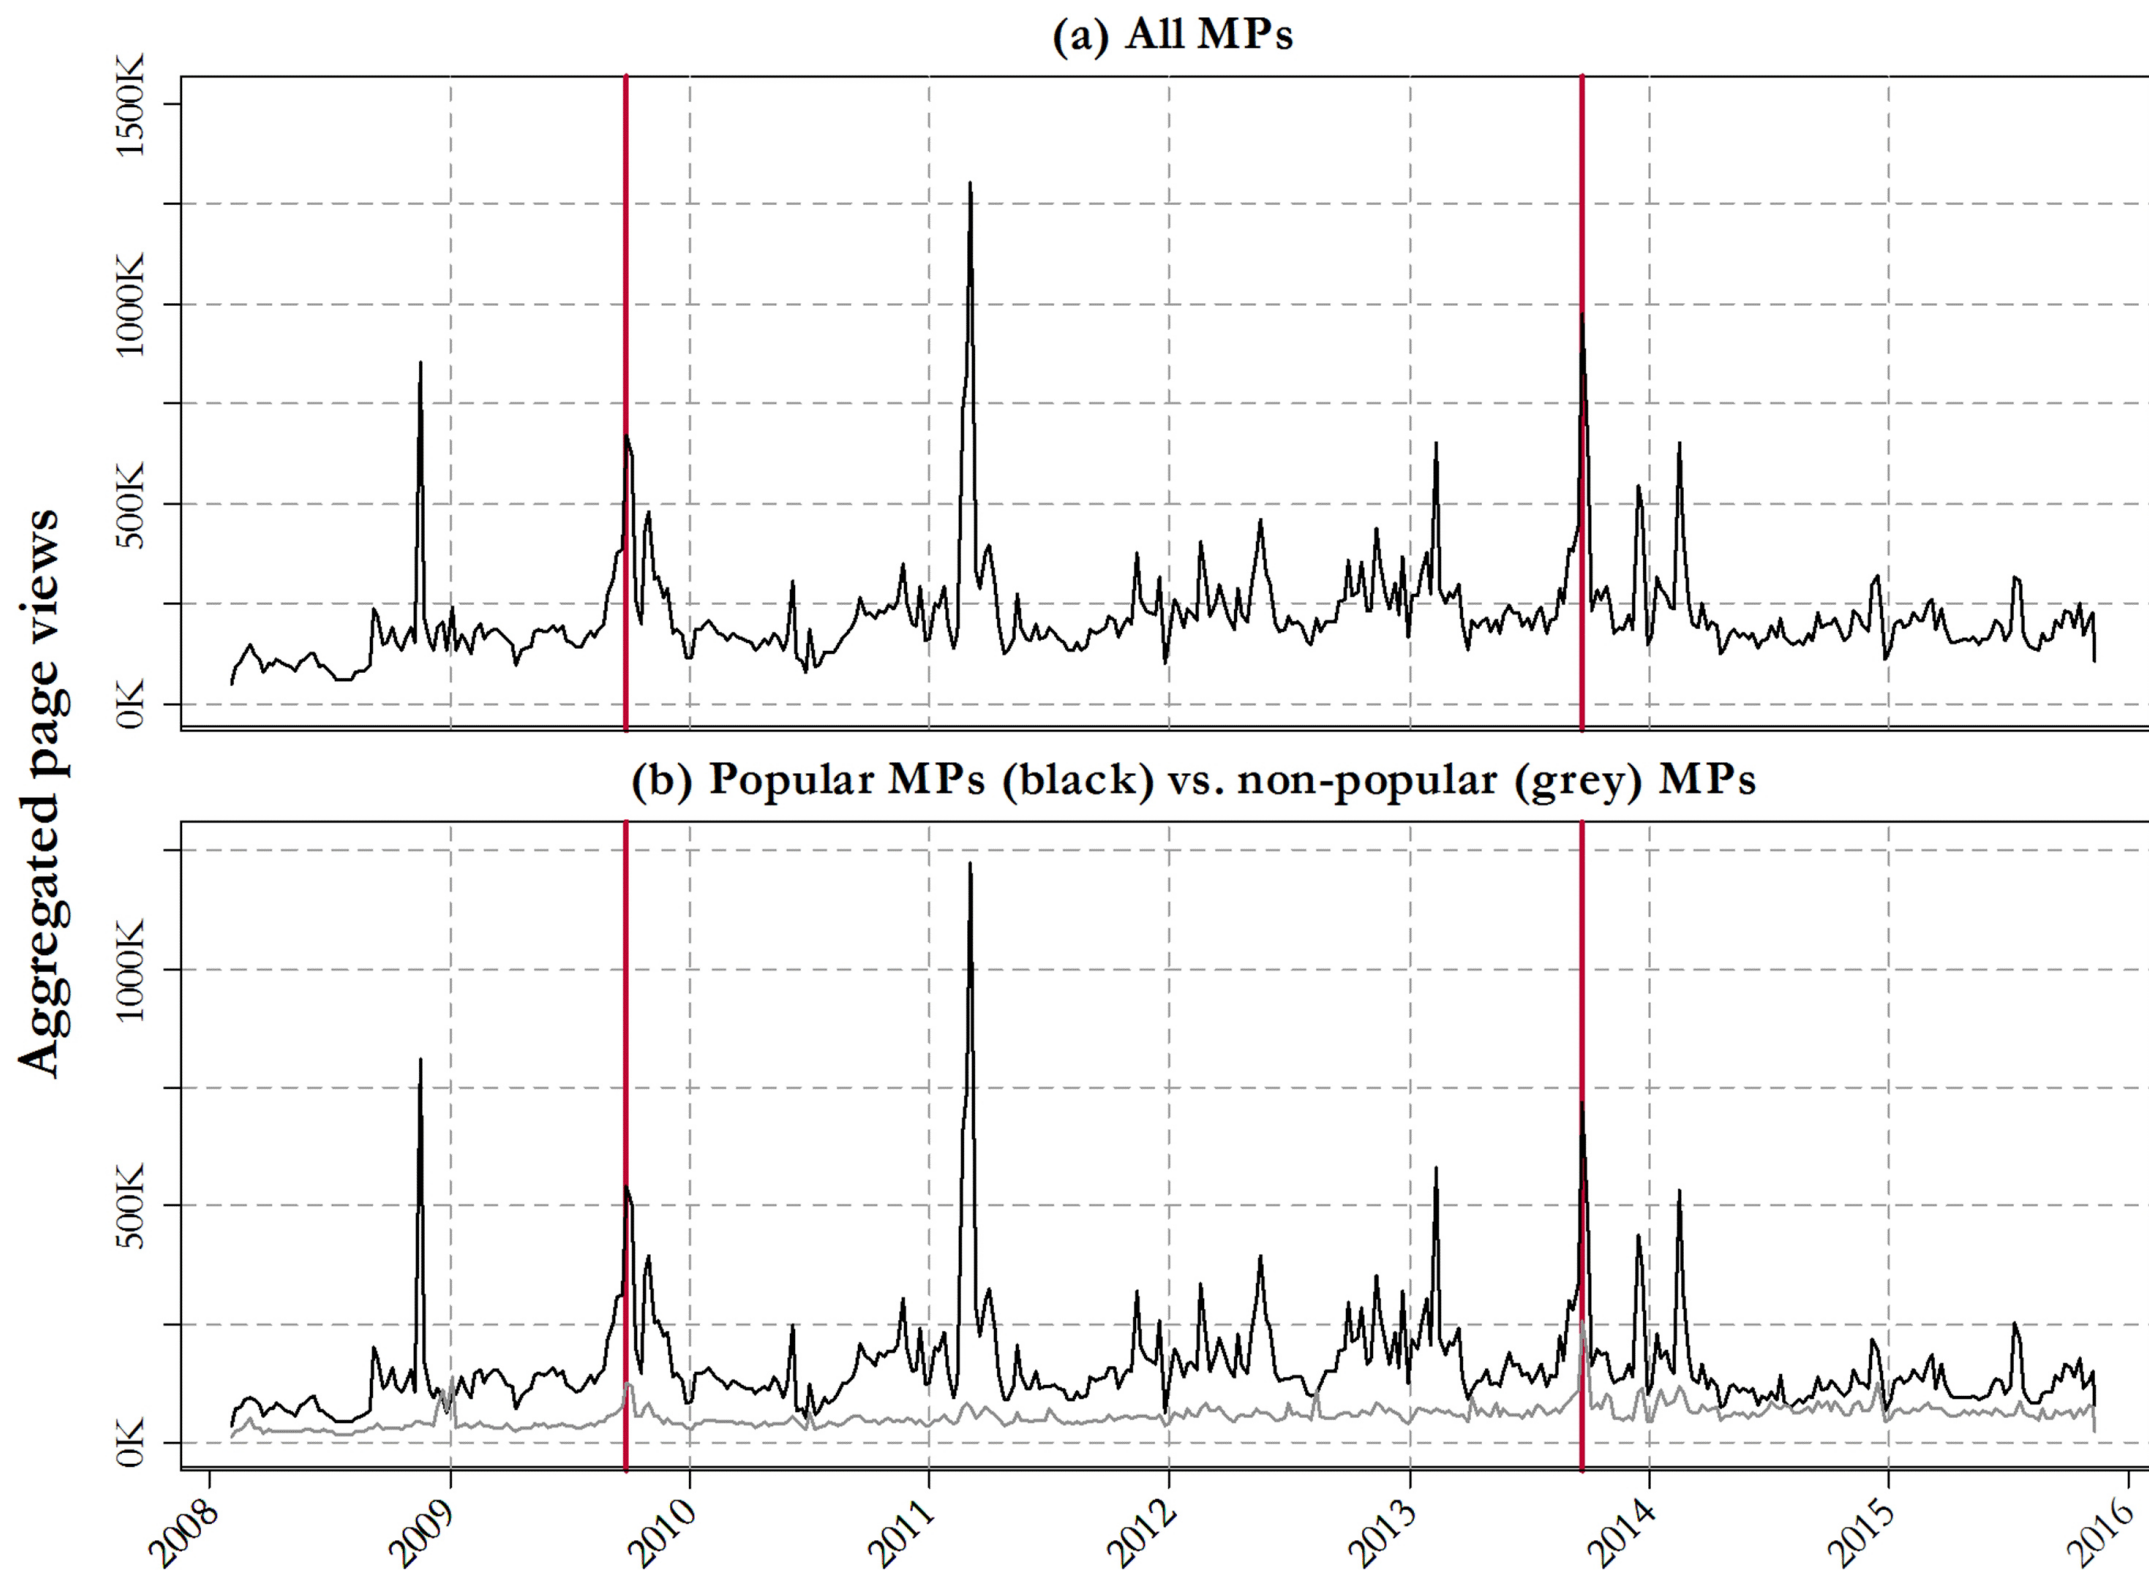 (a) All MPs
1500K
1000K
500K
0K
Aggregated page views
(b) Popular MPs (black) vs. non-popular (grey) MPs
1000K
500K
0K
2008 2009 2010 2011 2012 2013 2014 2015 2016